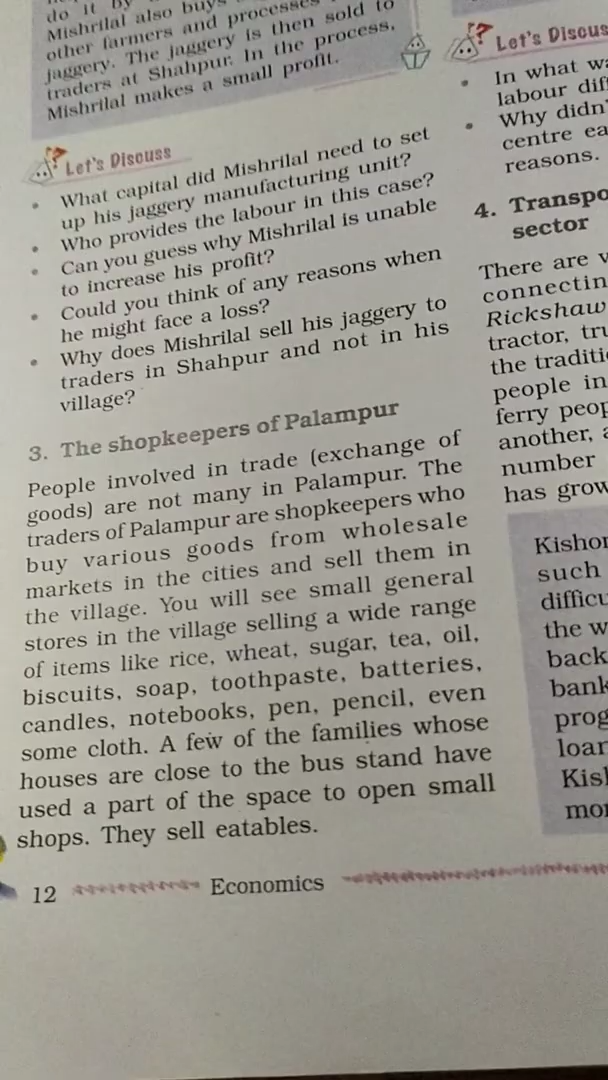 do it by
Mishrilal also buys
other farmers and processes
jaggery. The jaggery is then sold to
traders at Shahpur. In the process,
Mishrilal makes a small profit.
Let's Discuss
• What capital did Mishrilal need to set
up his jaggery manufacturing unit?
• Who provides the labour in this case?
• Can you guess why Mishrilal is unable
to increase his profit?
• Could you think of any reasons when
he might face a loss?
• Why does Mishrilal sell his jaggery to
traders in Shahpur and not in his
village?
3. The shopkeepers of Palampur
People involved in trade (exchange of
goods) are not many in Palampur. The
traders of Palampur are shopkeepers who
buy various goods from wholesale
markets in the cities and sell them in
the village. You will see small general
stores in the village selling a wide range
of items like rice, wheat, sugar, tea, oil,
biscuits, soap, toothpaste, batteries,
candles, notebooks, pen, pencil, even
some cloth. A few of the families whose
houses are close to the bus stand have
used a part of the space to open small
shops. They sell eatables.
12 Economics
Let's Discus
• In what wa
labour diff
• Why didn'
centre ea
reasons.
4. Transpo
sector
There are v
connectin
Rickshaw
tractor, tru
the traditi
people in
ferry peop
another, a
number
has grow
Kishor
such
difficu
the w
back
bank
prog
loan
Kish
mor